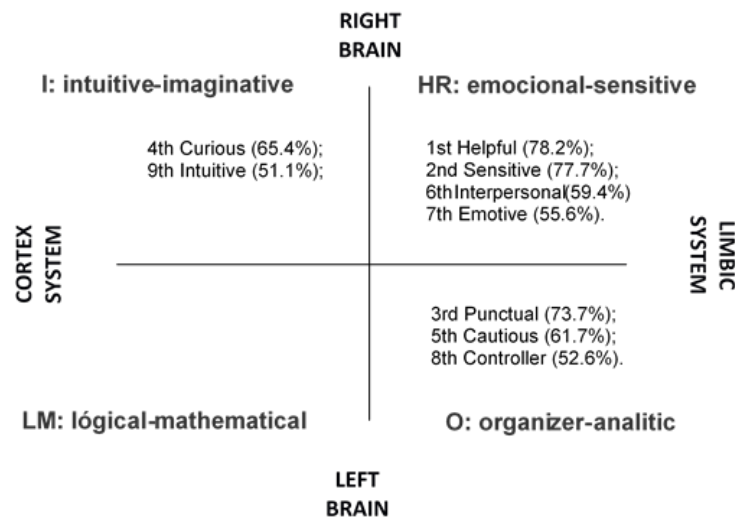 RIGHT
BRAIN
I: intuitive-imaginative
HR: emocional-sensitive
4th Curious (65.4%);
9th Intuitive (51.1%);
1st Helpful (78.2%);
2nd Sensitive (77.7%);
6th Interpersonal(59.4%)
7th Emotive (55.6%).
CORTEX
SYSTEM
LIMBIC
SYSTEM
3rd Punctual (73.7%);
5th Cautious (61.7%);
8th Controller (52.6%).
LM: lógical-mathematical
O: organizer-analitic
LEFT
BRAIN